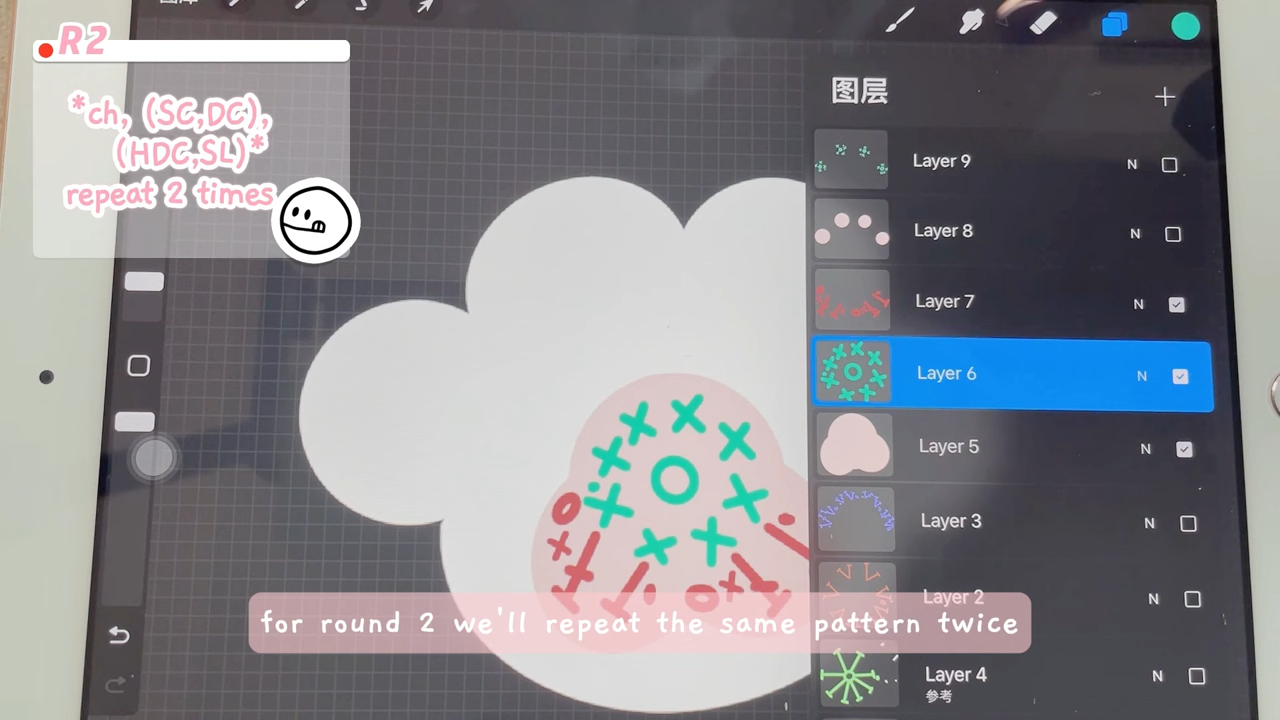 R2
*ch, (SC,DC),
(HDC,SL)*
repeat 2 times
图层
Layer 9
N
Layer 8
N
Layer 7
N
Layer 6
N
Layer 5
N
Layer 3
N
Layer 2
N
Layer 4
N
参考
for round 2 we'll repeat the same pattern twice